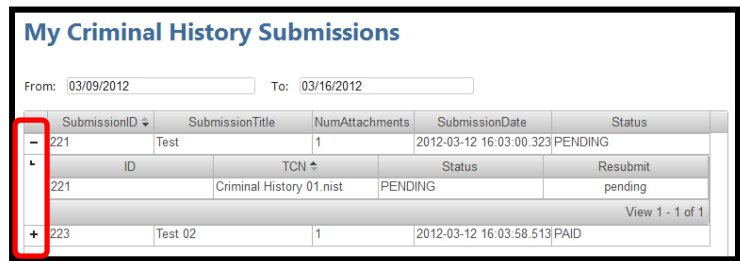 My Criminal History Submissions
From: 03/09/2012 To: 03/16/2012
SubmissionID SubmissionTitle NumAttachments SubmissionDate Status
221 Test 1 2012-03-12 16:03:00.323 PENDING
ID TCN Status Resubmit
221 Criminal History 01.nist PENDING pending
View 1 - 1 of 1
223 Test 02 1 2012-03-12 16:03:58.513 PAID